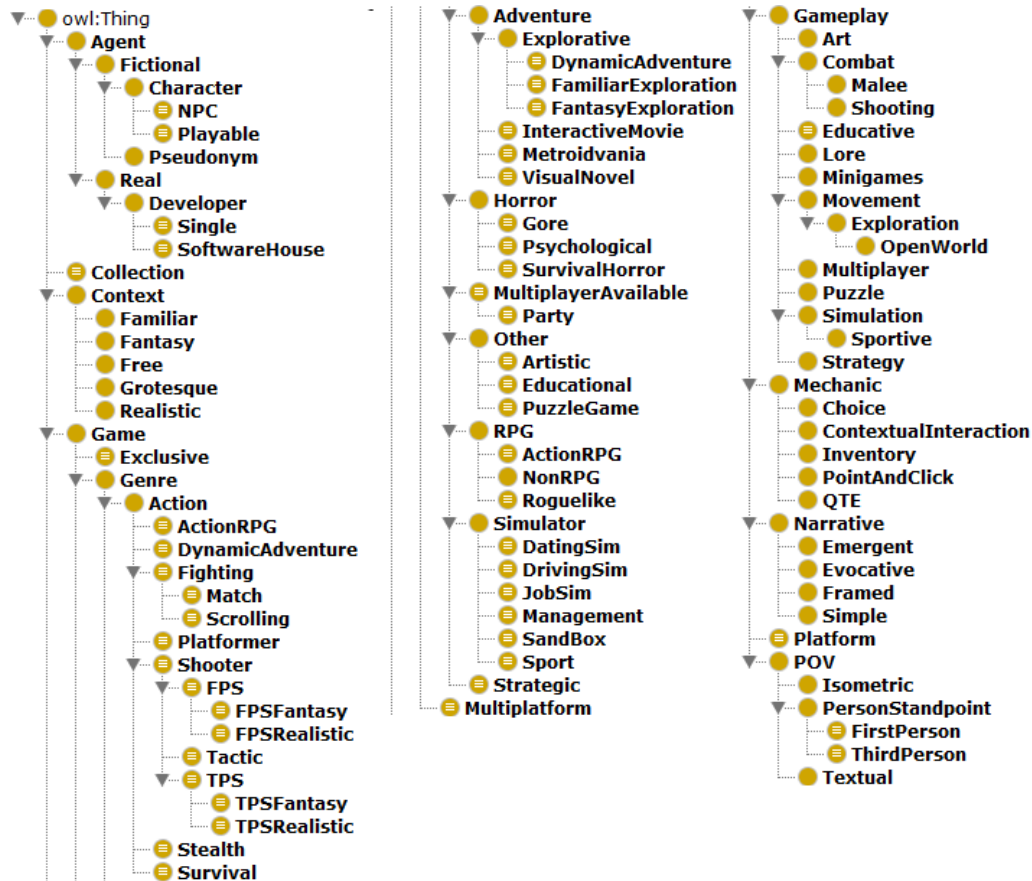 owl:Thing
Agent
Fictional
Character
NPC
Playable
Pseudonym
Real
Developer
Single
SoftwareHouse
Collection
Context
Familiar
Fantasy
Free
Grotesque
Realistic
Game
Exclusive
Genre
Action
ActionRPG
DynamicAdventure
Fighting
Match
Scrolling
Platformer
Shooter
FPS
FPSFantasy
FPSRealistic
Tactic
TPS
TPSFantasy
TPSRealistic
Stealth
Survival
Adventure
Explorative
DynamicAdventure
FamiliarExploration
FantasyExploration
InteractiveMovie
Metroidvania
VisualNovel
Horror
Gore
Psychological
SurvivalHorror
MultiplayerAvailable
Party
Other
Artistic
Educational
PuzzleGame
RPG
ActionRPG
NonRPG
Roguelike
Simulator
DatingSim
DrivingSim
JobSim
Management
SandBox
Sport
Strategic
Multiplatform
Gameplay
Art
Combat
Malee
Shooting
Educative
Lore
Minigames
Movement
Exploration
OpenWorld
Multiplayer
Puzzle
Simulation
Sportive
Strategy
Mechanic
Choice
ContextualInteraction
Inventory
PointAndClick
QTE
Narrative
Emergent
Evocative
Framed
Simple
Platform
POV
Isometric
PersonStandpoint
FirstPerson
ThirdPerson
Textual